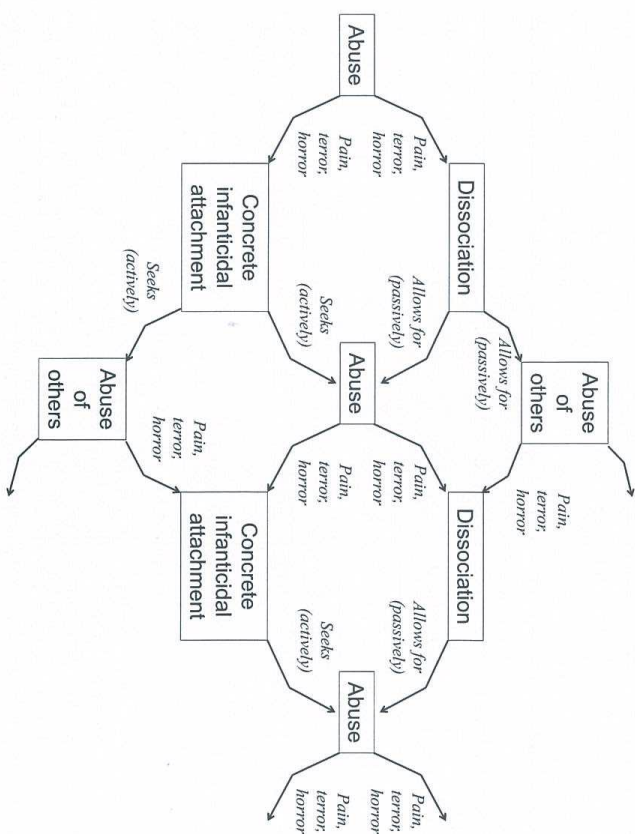 Abuse
of
others
Pain,
terror,
horror
Allows for
(passively)
Dissociation
Dissociation
Pain,
terror,
horror
Allows for
(passively)
Pain,
terror,
horror
Allows for
(passively)
Pain,
terror,
horror
Abuse
Abuse
Abuse
Pain,
terror,
horror
Seeks
(actively)
Pain,
terror,
horror
Seeks
(actively)
Pain,
terror,
horror
Concrete
infanticidal
attachment
Concrete
infanticidal
attachment
Seeks
(actively)
Pain,
terror,
horror
Abuse
of
others